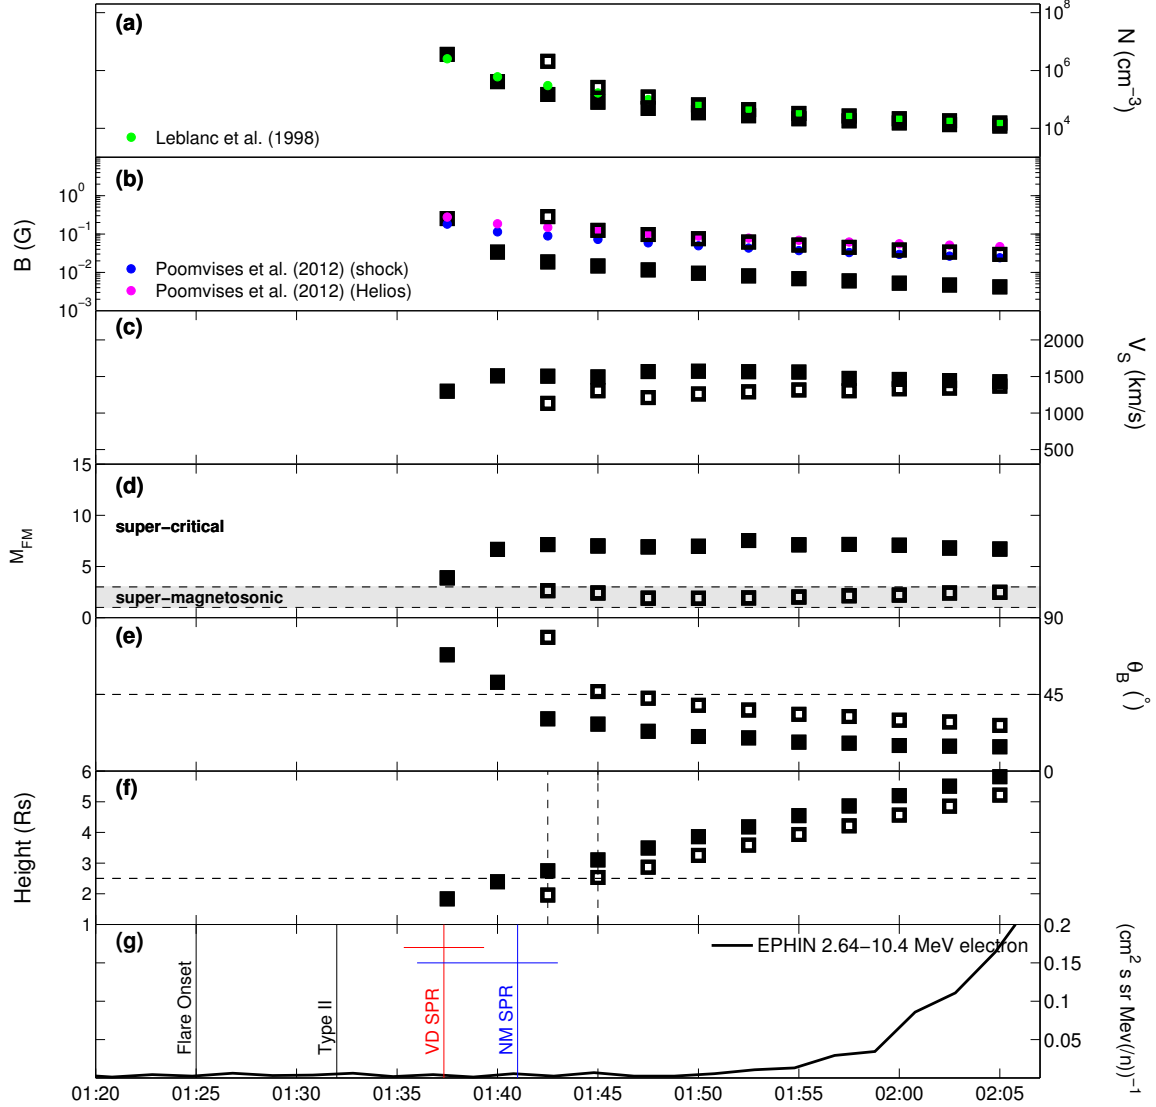 (a)
10^8
10^6
10^4
N (cm^−3)
Leblanc et al. (1998)
(b)
10^0
10^−1
10^−2
10^−3
B (G)
Poomvises et al. (2012) (shock)
Poomvises et al. (2012) (Helios)
(c)
2000
1500
1000
500
V_S (km/s)
(d)
15
10
5
0
M_FM
super−critical
super−magnetosonic
(e)
90
45
0
θ_B (°)
(f)
6
5
4
3
2
1
Height (Rs)
(g)
EPHIN 2.64−10.4 MeV electron
0.2
0.15
0.1
0.05
(cm^2 s sr Mev(/n))^−1
Flare Onset
Type II
VD SPR
NM SPR
01:20 01:25 01:30 01:35 01:40 01:45 01:50 01:55 02:00 02:05